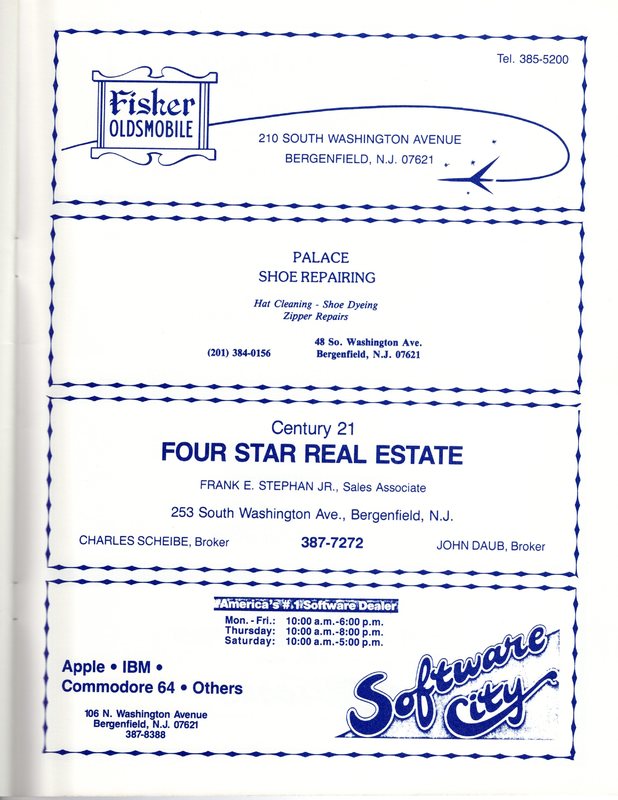 Tel. 385-5200
Fisher
OLDSMOBILE
210 SOUTH WASHINGTON AVENUE
BERGENFIELD, N.J. 07621
PALACE
SHOE REPAIRING
Hat Cleaning - Shoe Dyeing
Zipper Repairs
(201) 384-0156
48 So. Washington Ave.
Bergenfield, N.J. 07621
Century 21
FOUR STAR REAL ESTATE
FRANK E. STEPHAN JR., Sales Associate
253 South Washington Ave., Bergenfield, N.J.
CHARLES SCHEIBE, Broker
387-7272
JOHN DAUB, Broker
America's #.1 Software Dealer
Mon. - Fri.: 10:00 a.m.-6:00 p.m.
Thursday: 10:00 a.m.-8:00 p.m.
Saturday: 10:00 a.m.-5:00 p.m.
Apple • IBM •
Commodore 64 • Others
106 N. Washington Avenue
Bergenfield, N.J. 07621
387-8388
Software
City